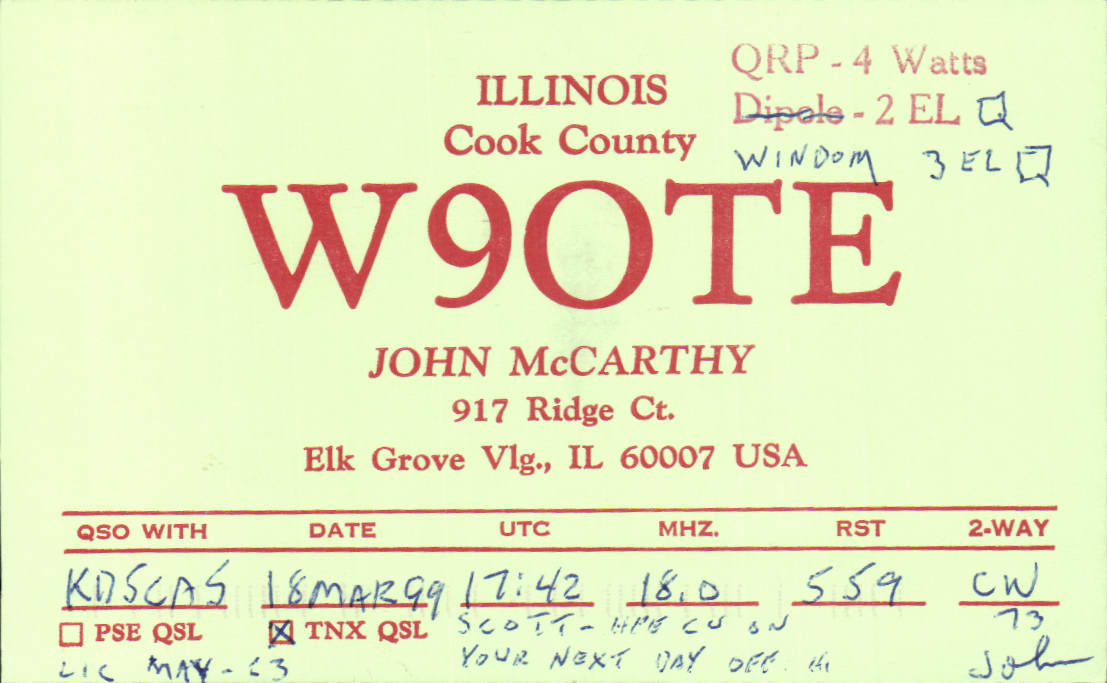 QRP - 4 Watts
Dipole - 2 EL
WINDOM 3 EL
ILLINOIS
Cook County
W9OTE
JOHN McCARTHY
917 Ridge Ct.
Elk Grove Vlg., IL 60007 USA
QSO WITH DATE UTC MHZ. RST 2-WAY
KD5CAS 18MAR99 17:42 18.0 559 CW
PSE QSL TNX QSL SCOTT - HPE CU ON 73
LIC MAY - YOUR NEXT DAY OFF HI John